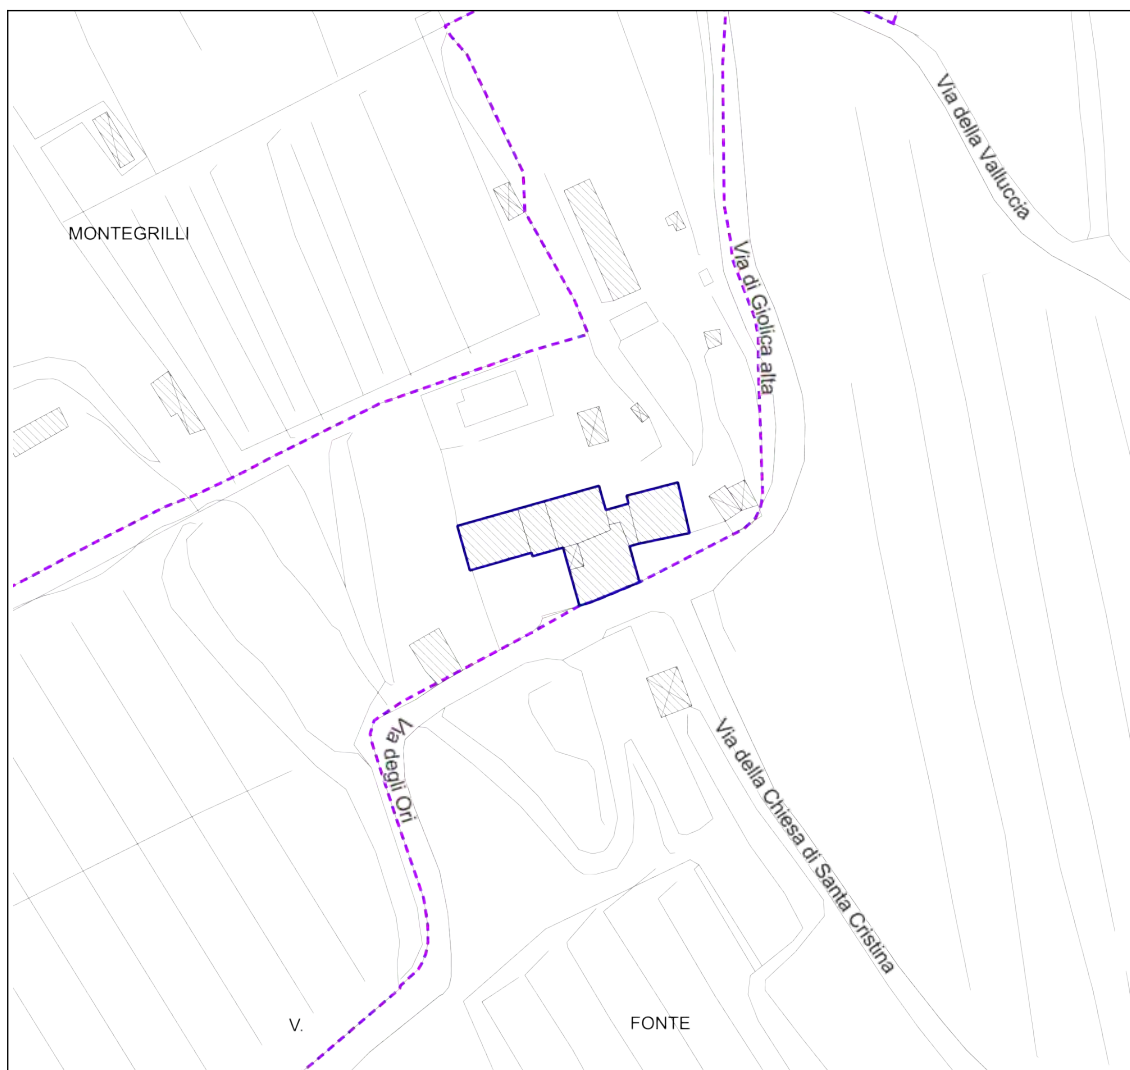 Via della Valluccia
MONTEGRILLI
Via di Giolica alta
Via degli Ori
Via della Chiesa di Santa Cristina
V.
FONTE